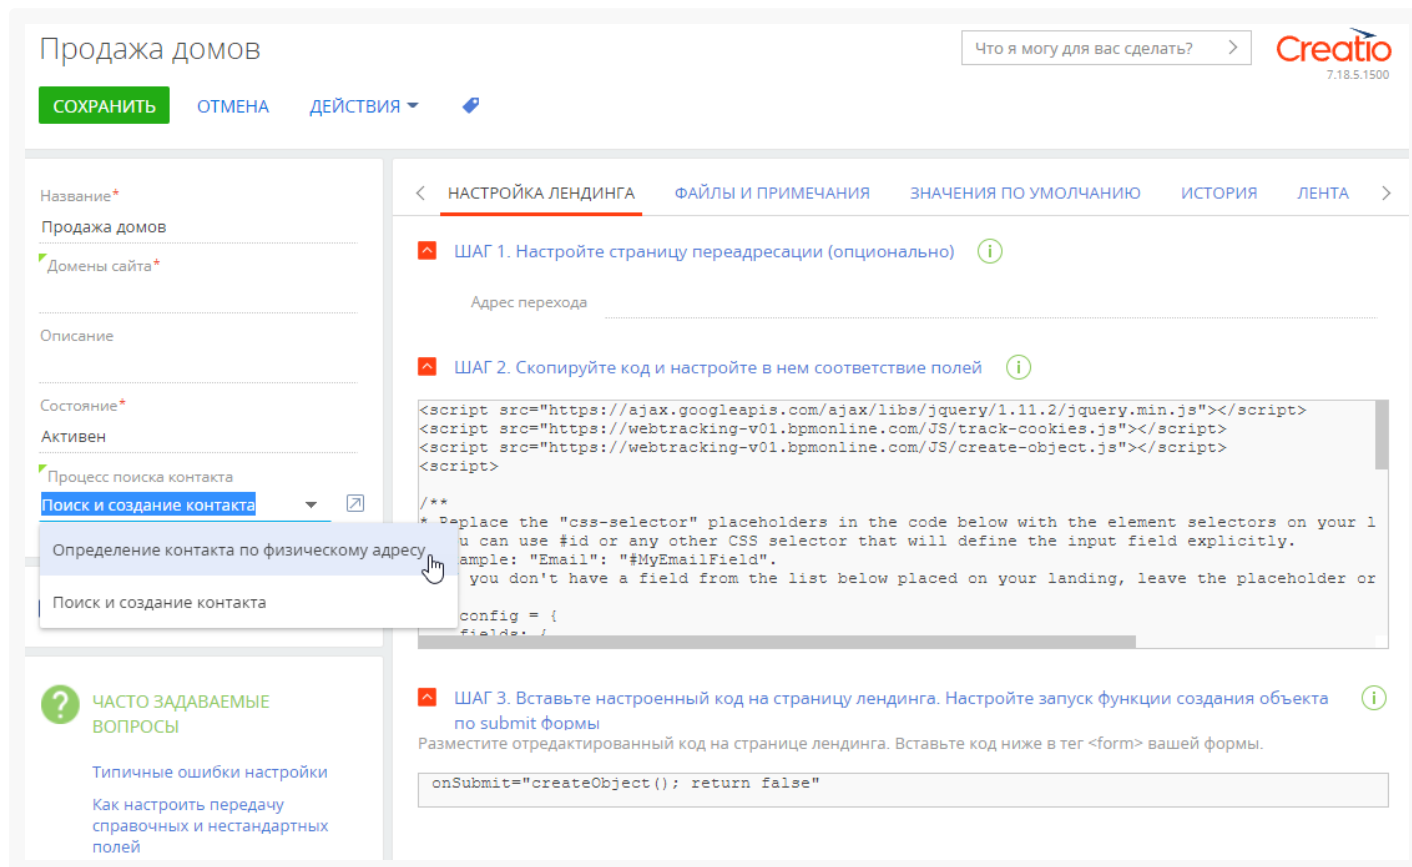 Продажа домов
Что я могу для вас сделать?
Creatio
7.18.5.1500
СОХРАНИТЬ
ОТМЕНА
ДЕЙСТВИЯ
Название*
Продажа домов
Домены сайта*
Описание
Состояние*
Активен
Процесс поиска контакта
Поиск и создание контакта
Определение контакта по физическому адресу
Поиск и создание контакта
ЧАСТО ЗАДАВАЕМЫЕ
ВОПРОСЫ
Типичные ошибки настройки
Как настроить передачу
справочных и нестандартных
полей
НАСТРОЙКА ЛЕНДИНГА
ФАЙЛЫ И ПРИМЕЧАНИЯ
ЗНАЧЕНИЯ ПО УМОЛЧАНИЮ
ИСТОРИЯ
ЛЕНТА
ШАГ 1. Настройте страницу переадресации (опционально)
Адрес перехода
ШАГ 2. Скопируйте код и настройте в нем соответствие полей
<script src="https://ajax.googleapis.com/ajax/libs/jquery/1.11.2/jquery.min.js"></script>
<script src="https://webtracking-v01.bpmonline.com/JS/track-cookies.js"></script>
<script src="https://webtracking-v01.bpmonline.com/JS/create-object.js"></script>
<script>
/**
* Replace the "css-selector" placeholders in the code below with the element selectors on your l
u can use #id or any other CSS selector that will define the input field explicitly.
ample: "Email": "#MyEmailField".
you don't have a field from the list below placed on your landing, leave the placeholder or
config = {
fields: {
ШАГ 3. Вставьте настроенный код на страницу лендинга. Настройте запуск функции создания объекта
по submit формы
Разместите отредактированный код на странице лендинга. Вставьте код ниже в тег <form> вашей формы.
onSubmit="createObject(); return false"